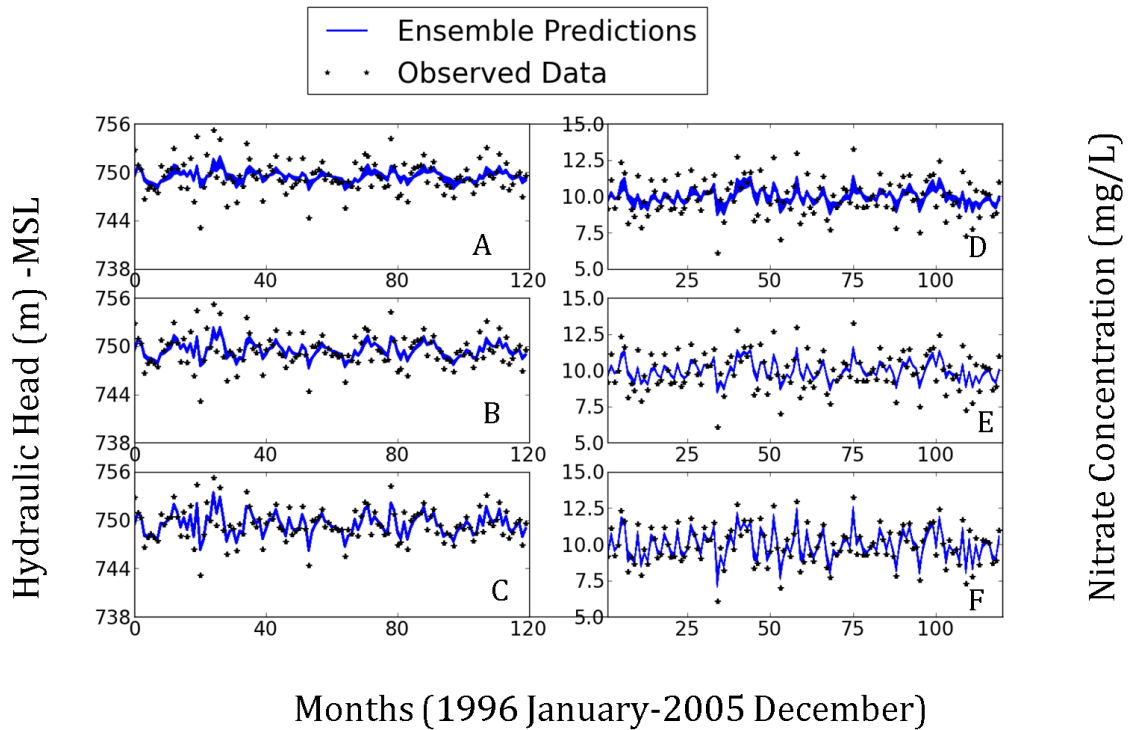 Ensemble Predictions
Observed Data
Hydraulic Head (m) -MSL
756
750
744
738
0 40 80 120
A
756
750
744
738
0 40 80 120
B
756
750
744
738
0 40 80 120
C
15.0
12.5
10.0
7.5
5.0
25 50 75 100
D
15.0
12.5
10.0
7.5
5.0
25 50 75 100
E
15.0
12.5
10.0
7.5
5.0
25 50 75 100
F
Nitrate Concentration (mg/L)
Months (1996 January-2005 December)